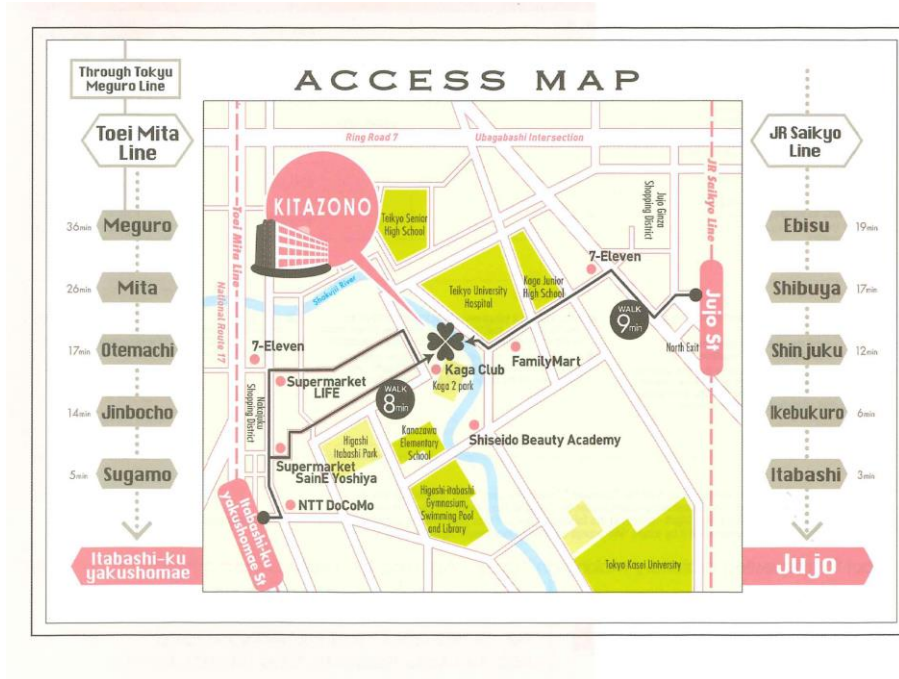 ACCESS MAP
Through Tokyu
Meguro Line
Toei Mita
Line
36min Meguro
26min Mita
17min Otemachi
14min Jinbocho
5min Sugamo
Itabashi-ku
yakushomae
Ring Road 7
Ubagabashi Intersection
KITAZONO
Toei Mita Line
National Route 17
Shakujii River
Teikyo Senior
High School
Teikyo University
Hospital
Kaga Junior
High School
Jujo Ginza
Shopping District
JR Saikyo Line
7-Eleven
Jujo St
WALK
9min
North Exit
FamilyMart
7-Eleven
Supermarket
LIFE
Nakajuku
Shopping District
WALK
8min
Kaga Club
Kaga 2 park
Higashi
Itabashi Park
Kanazawa
Elementary
School
Shiseido Beauty Academy
Supermarket
SainE Yoshiya
NTT DoCoMo
Itabashi-ku
yakushomae St
Higashi-itabashi
Gymnasium,
Swimming Pool
and Library
Tokyo Kasei University
JR Saikyo
Line
Ebisu 19min
Shibuya 17min
Shinjuku 12min
Ikebukuro 6min
Itabashi 3min
Jujo